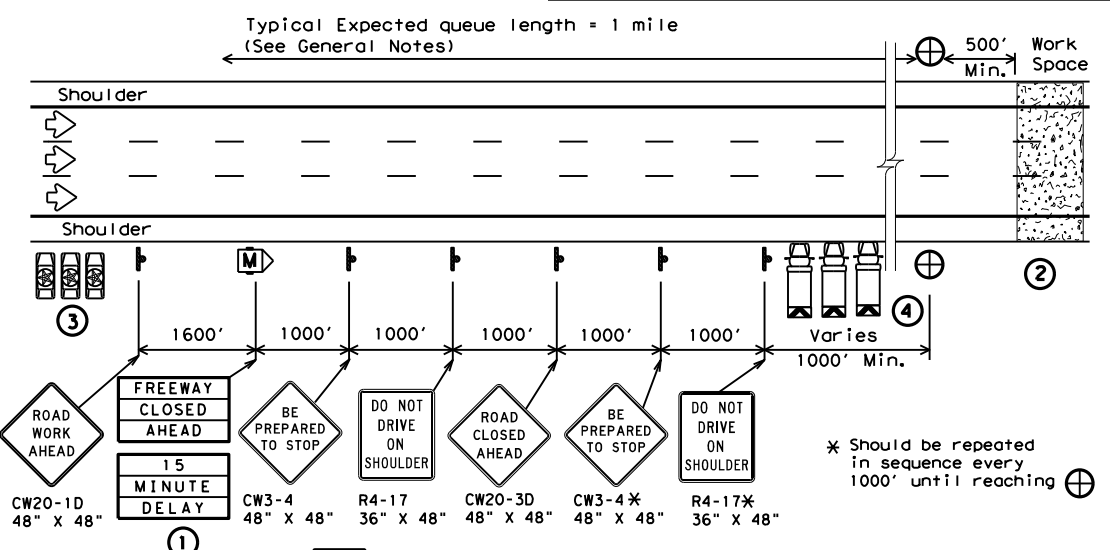 Typical Expected queue length = 1 mile
(See General Notes)
500'
Min.
Work
Space
Shoulder
Shoulder
M
3
2
4
1600'
1000'
1000'
1000'
1000'
1000'
Varies
1000' Min.
ROAD
WORK
AHEAD
FREEWAY
CLOSED
AHEAD
15
MINUTE
DELAY
BE
PREPARED
TO STOP
DO NOT
DRIVE
ON
SHOULDER
ROAD
CLOSED
AHEAD
BE
PREPARED
TO STOP
DO NOT
DRIVE
ON
SHOULDER
* Should be repeated
in sequence every
1000' until reaching
CW20-1D
48" X 48"
CW3-4
48" X 48"
R4-17
36" X 48"
CW20-3D
48" X 48"
CW3-4*
48" X 48"
R4-17*
36" X 48"
1